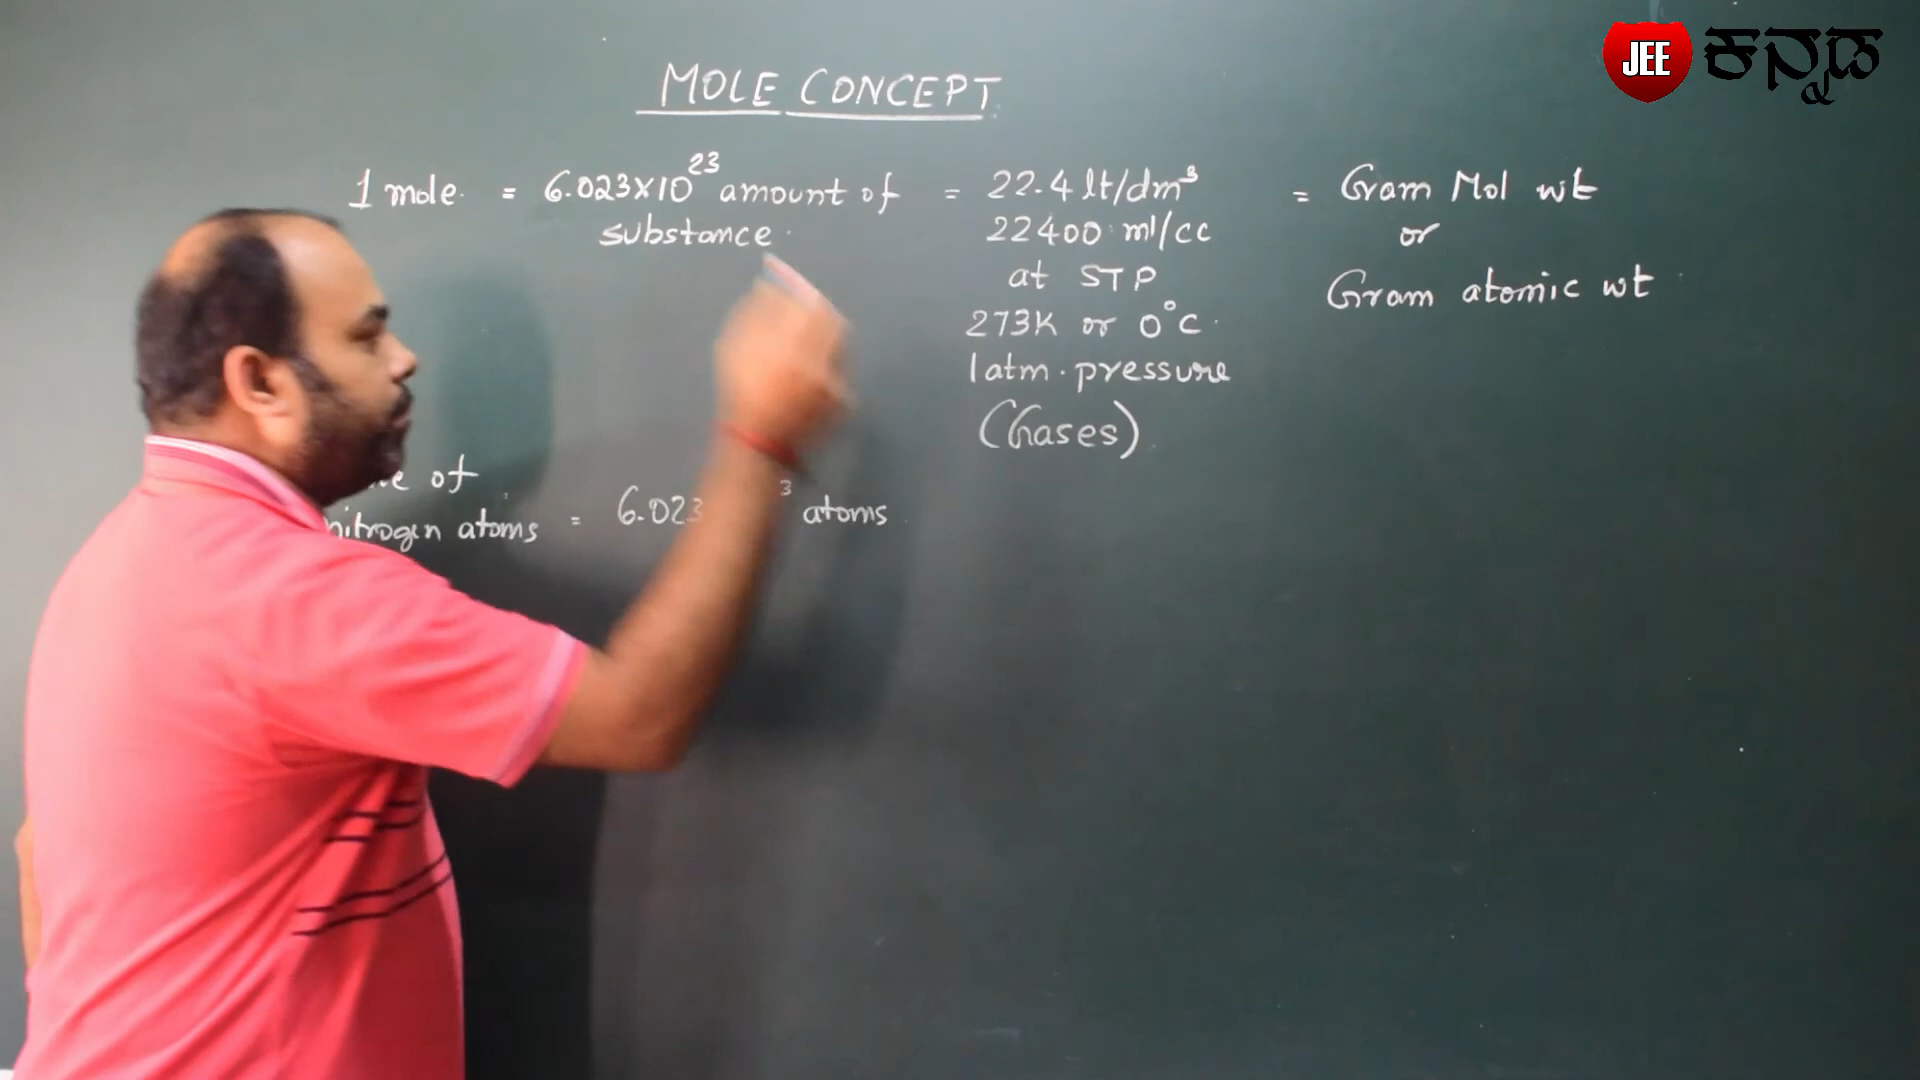 JEE ಕನ್ನಡ
MOLE CONCEPT
1 mole = 6.023×10²³ amount of substance = 22.4 lt/dm³
22400 ml/cc
at STP
273K or 0°C
1atm. pressure
(Gases)
= Gram Mol wt
or
Gram atomic wt
of
nitrogen atoms = 6.023 atoms